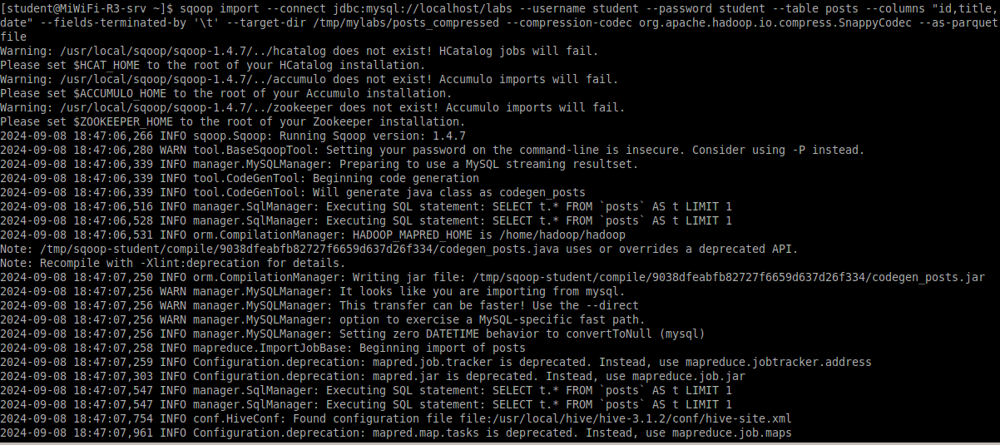 [student@MiWiFi-R3-srv ~]$ sqoop import --connect jdbc:mysql://localhost/labs --username student --password student --table posts --columns "id,title,
date" --fields-terminated-by '\t' --target-dir /tmp/mylabs/posts_compressed --compression-codec org.apache.hadoop.io.compress.SnappyCodec --as-parquet
file
Warning: /usr/local/sqoop/sqoop-1.4.7/../hcatalog does not exist! HCatalog jobs will fail.
Please set $HCAT_HOME to the root of your HCatalog installation.
Warning: /usr/local/sqoop/sqoop-1.4.7/../accumulo does not exist! Accumulo imports will fail.
Please set $ACCUMULO_HOME to the root of your Accumulo installation.
Warning: /usr/local/sqoop/sqoop-1.4.7/../zookeeper does not exist! Accumulo imports will fail.
Please set $ZOOKEEPER_HOME to the root of your Zookeeper installation.
2024-09-08 18:47:06,266 INFO sqoop.Sqoop: Running Sqoop version: 1.4.7
2024-09-08 18:47:06,280 WARN tool.BaseSqoopTool: Setting your password on the command-line is insecure. Consider using -P instead.
2024-09-08 18:47:06,339 INFO manager.MySQLManager: Preparing to use a MySQL streaming resultset.
2024-09-08 18:47:06,339 INFO tool.CodeGenTool: Beginning code generation
2024-09-08 18:47:06,339 INFO tool.CodeGenTool: Will generate java class as codegen_posts
2024-09-08 18:47:06,516 INFO manager.SqlManager: Executing SQL statement: SELECT t.* FROM `posts` AS t LIMIT 1
2024-09-08 18:47:06,528 INFO manager.SqlManager: Executing SQL statement: SELECT t.* FROM `posts` AS t LIMIT 1
2024-09-08 18:47:06,531 INFO orm.CompilationManager: HADOOP_MAPRED_HOME is /home/hadoop/hadoop
Note: /tmp/sqoop-student/compile/9038dfeabfb82727f6659d637d26f334/codegen_posts.java uses or overrides a deprecated API.
Note: Recompile with -Xlint:deprecation for details.
2024-09-08 18:47:07,250 INFO orm.CompilationManager: Writing jar file: /tmp/sqoop-student/compile/9038dfeabfb82727f6659d637d26f334/codegen_posts.jar
2024-09-08 18:47:07,256 WARN manager.MySQLManager: It looks like you are importing from mysql.
2024-09-08 18:47:07,256 WARN manager.MySQLManager: This transfer can be faster! Use the --direct
2024-09-08 18:47:07,256 WARN manager.MySQLManager: option to exercise a MySQL-specific fast path.
2024-09-08 18:47:07,256 INFO manager.MySQLManager: Setting zero DATETIME behavior to convertToNull (mysql)
2024-09-08 18:47:07,258 INFO mapreduce.ImportJobBase: Beginning import of posts
2024-09-08 18:47:07,259 INFO Configuration.deprecation: mapred.job.tracker is deprecated. Instead, use mapreduce.jobtracker.address
2024-09-08 18:47:07,303 INFO Configuration.deprecation: mapred.jar is deprecated. Instead, use mapreduce.job.jar
2024-09-08 18:47:07,547 INFO manager.SqlManager: Executing SQL statement: SELECT t.* FROM `posts` AS t LIMIT 1
2024-09-08 18:47:07,547 INFO manager.SqlManager: Executing SQL statement: SELECT t.* FROM `posts` AS t LIMIT 1
2024-09-08 18:47:07,754 INFO conf.HiveConf: Found configuration file file:/usr/local/hive/hive-3.1.2/conf/hive-site.xml
2024-09-08 18:47:07,961 INFO Configuration.deprecation: mapred.map.tasks is deprecated. Instead, use mapreduce.job.maps